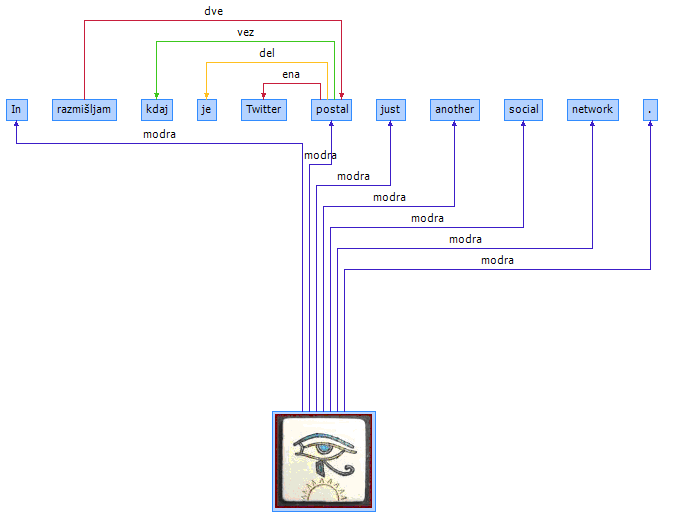 dve
vez
del
ena
In razmišljam kdaj je Twitter postal just another social network .
modra
modra
modra
modra
modra
modra
modra